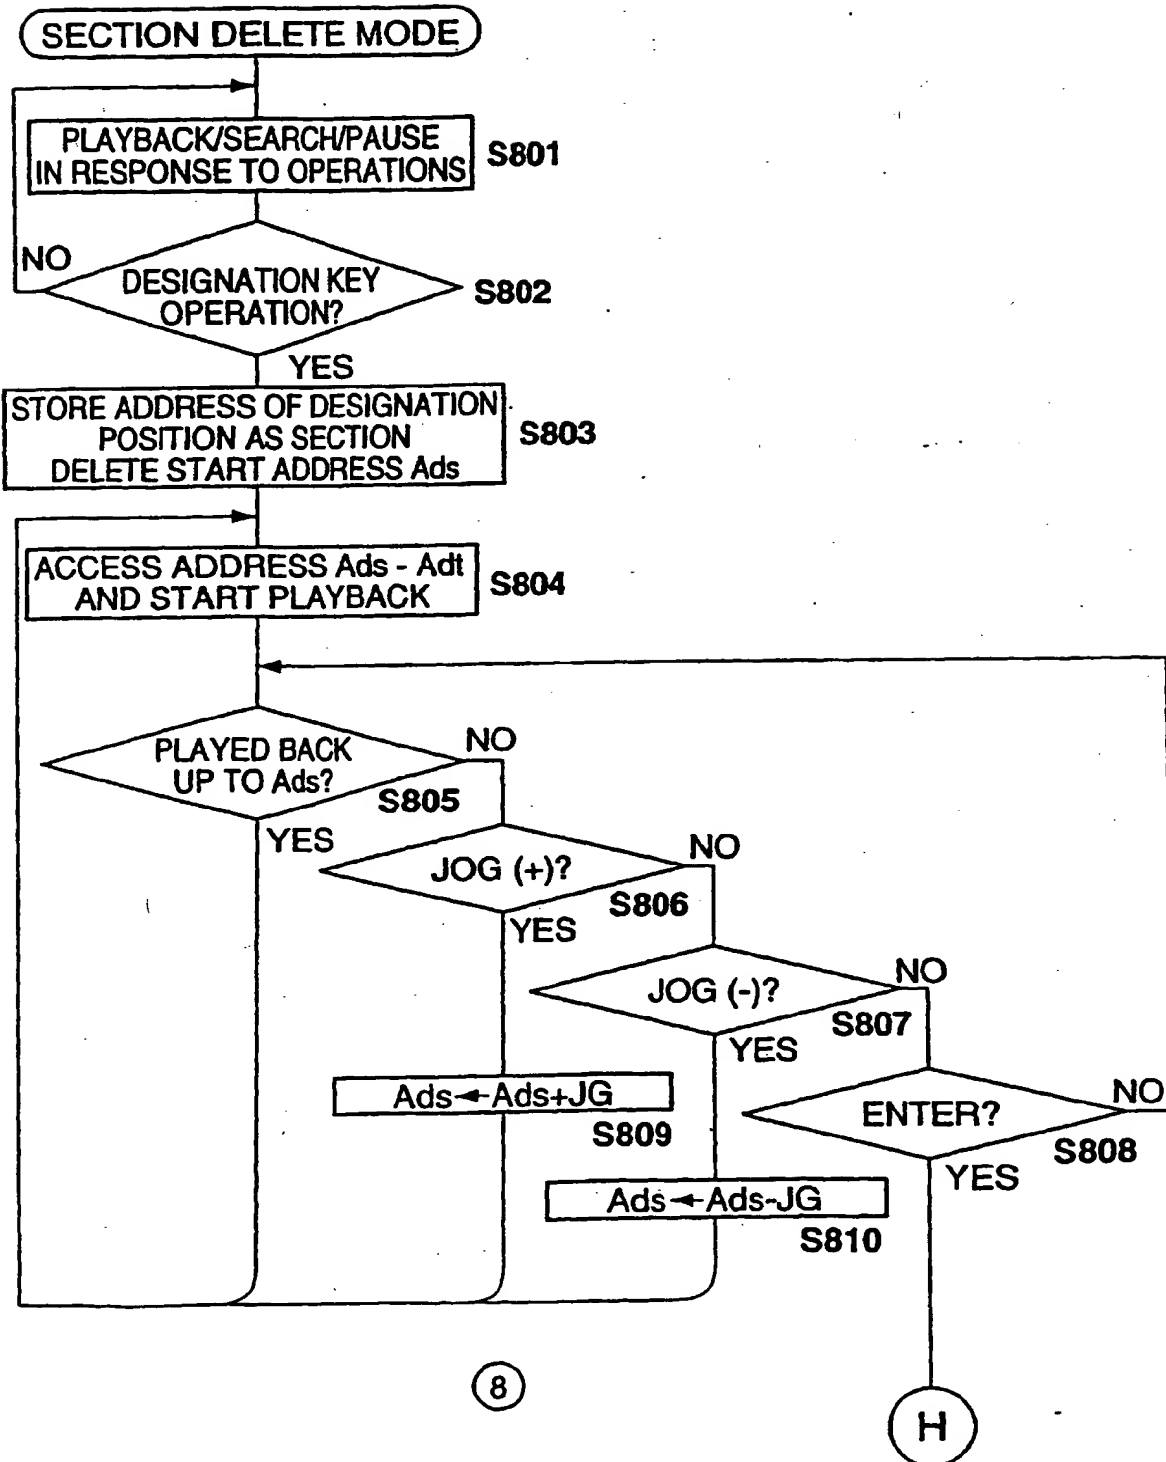 SECTION DELETE MODE
PLAYBACK/SEARCH/PAUSE
IN RESPONSE TO OPERATIONS
S801
NO
DESIGNATION KEY
OPERATION?
S802
YES
STORE ADDRESS OF DESIGNATION
POSITION AS SECTION
DELETE START ADDRESS Ads
S803
ACCESS ADDRESS Ads - Adt
AND START PLAYBACK
S804
PLAYED BACK
UP TO Ads?
NO
S805
YES
JOG (+)?
NO
S806
YES
JOG (-)?
NO
S807
YES
Ads←Ads+JG
S809
ENTER?
NO
S808
YES
Ads←Ads-JG
S810
8
H